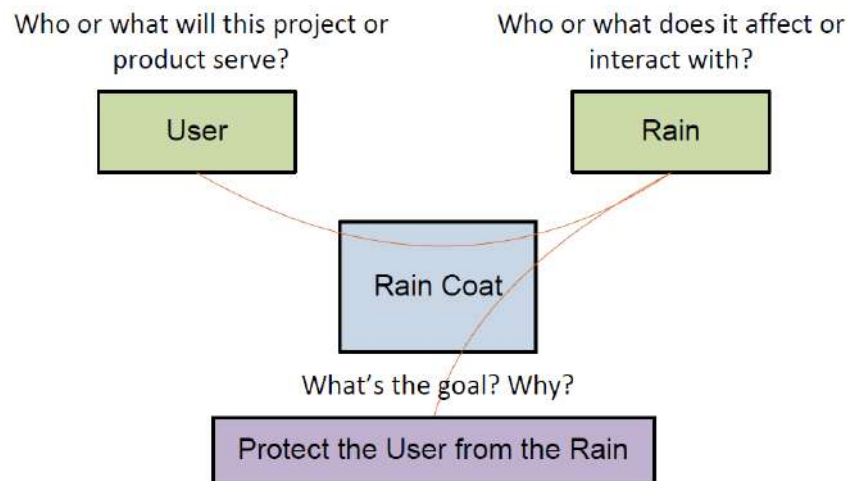 Who or what will this project or
product serve?
Who or what does it affect or
interact with?
User
Rain
Rain Coat
What's the goal? Why?
Protect the User from the Rain